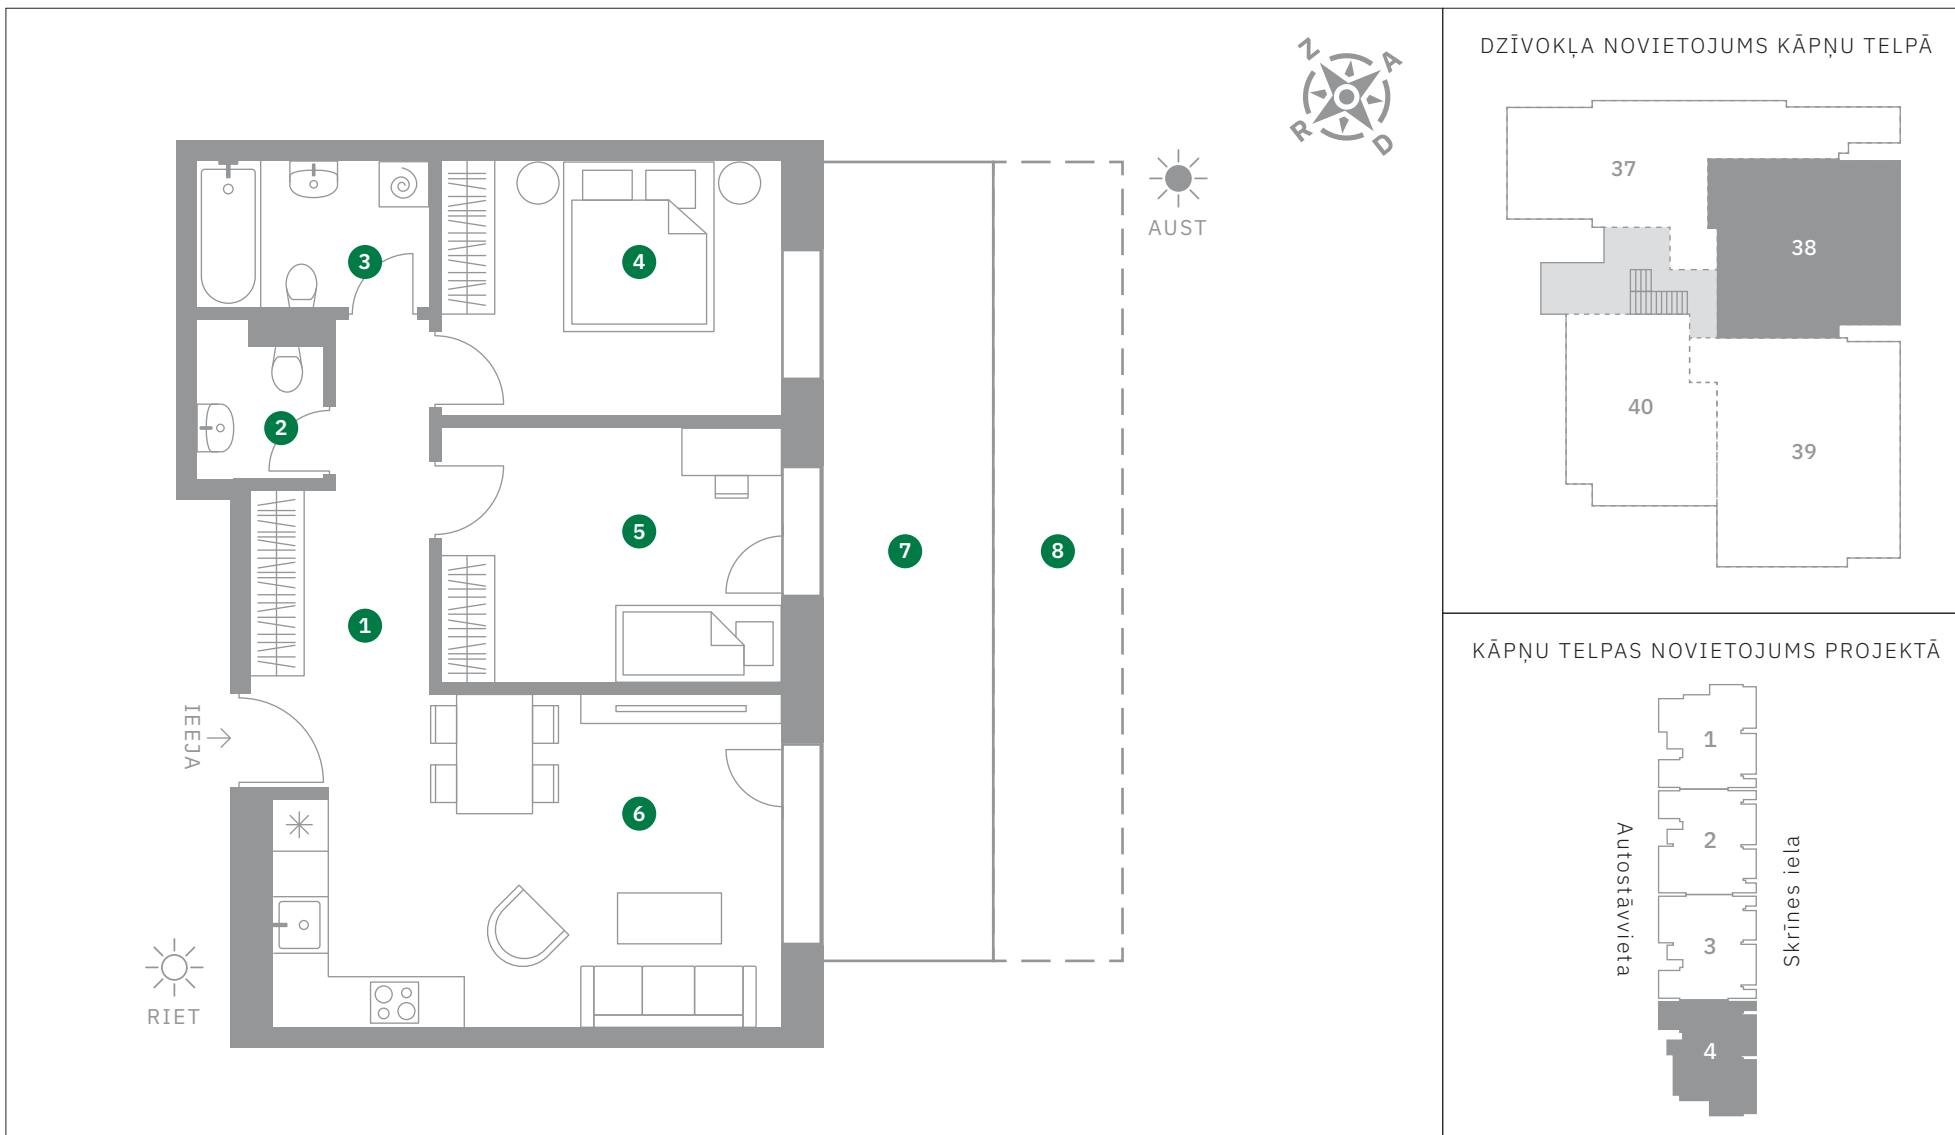 Z
A
R
D
AUST
3
4
2
5
7
8
1
IEEJA
6
RIET
DZĪVOKĻA NOVIETOJUMS KĀPŅU TELPĀ
37
38
40
39
KĀPŅU TELPAS NOVIETOJUMS PROJEKTĀ
1
2
3
4
Autostāvvieta
Skrīnes iela